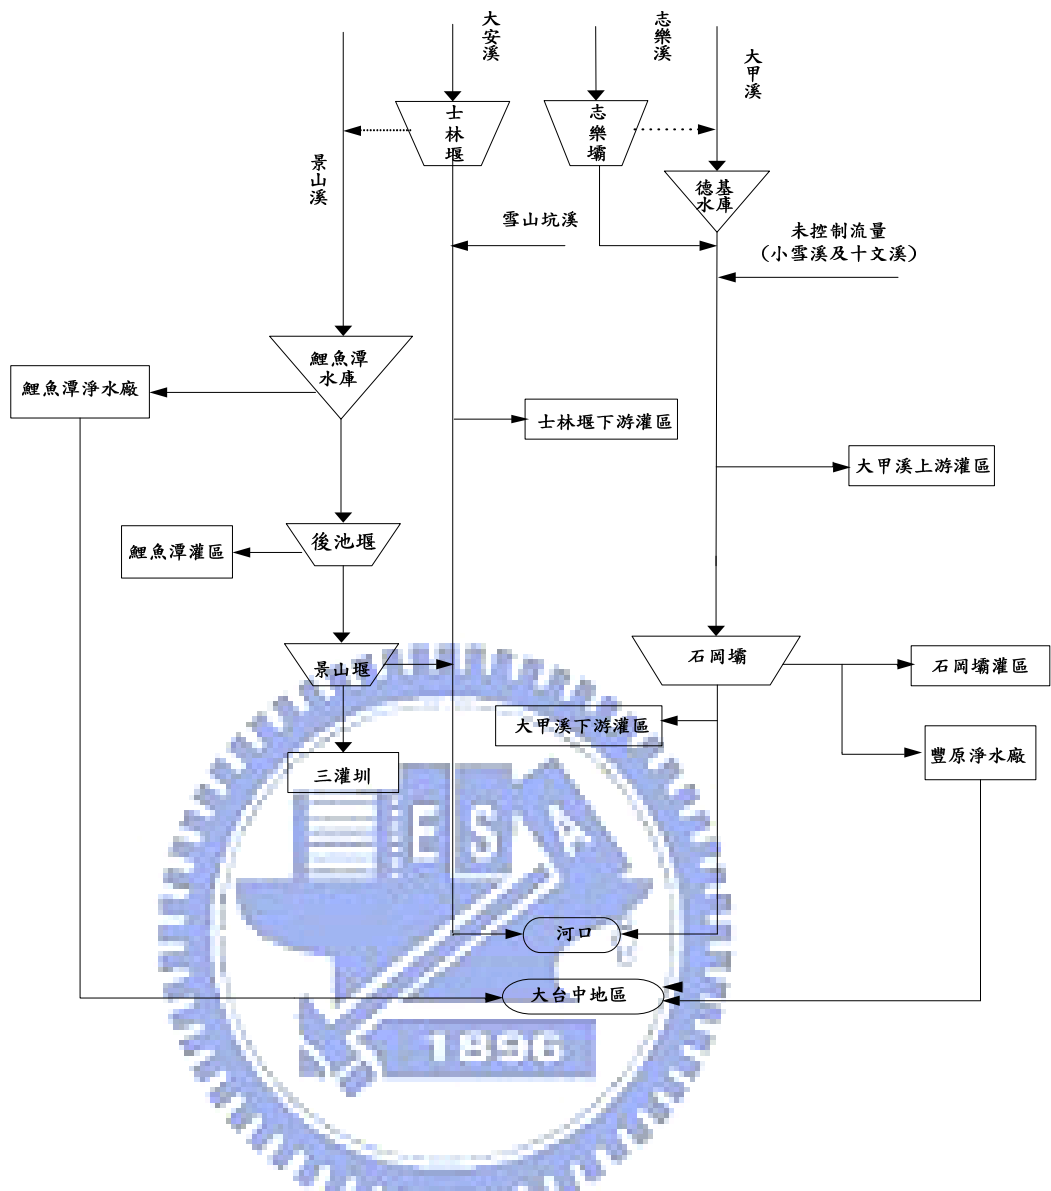 大安溪
志樂溪
大甲溪
士林堰
志樂壩
景山溪
德基
水庫
雪山坑溪
未控制流量
（小雪溪及十文溪）
鯉魚潭
水庫
鯉魚潭淨水廠
士林堰下游灌區
大甲溪上游灌區
後池堰
鯉魚潭灌區
景山堰
石岡壩
石岡壩灌區
大甲溪下游灌區
豐原淨水廠
三灌圳
ESA
河口
大台中地區
1896